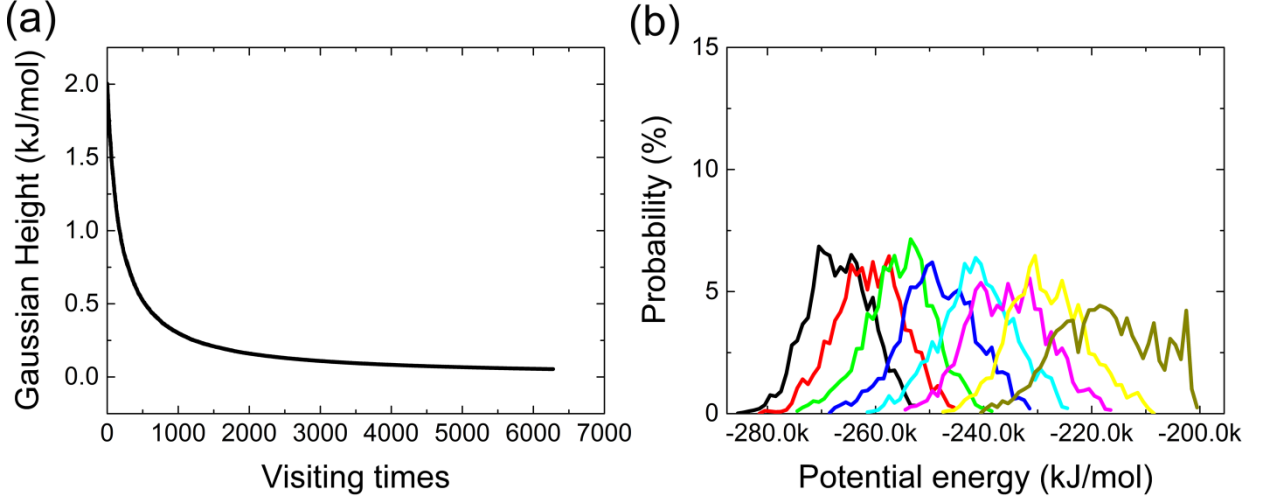 (a)
Gaussian Height (kJ/mol)
2.0
1.5
1.0
0.5
0.0
0 1000 2000 3000 4000 5000 6000 7000
Visiting times
(b)
Probability (%)
15
10
5
0
-280.0k -260.0k -240.0k -220.0k -200.0k
Potential energy (kJ/mol)